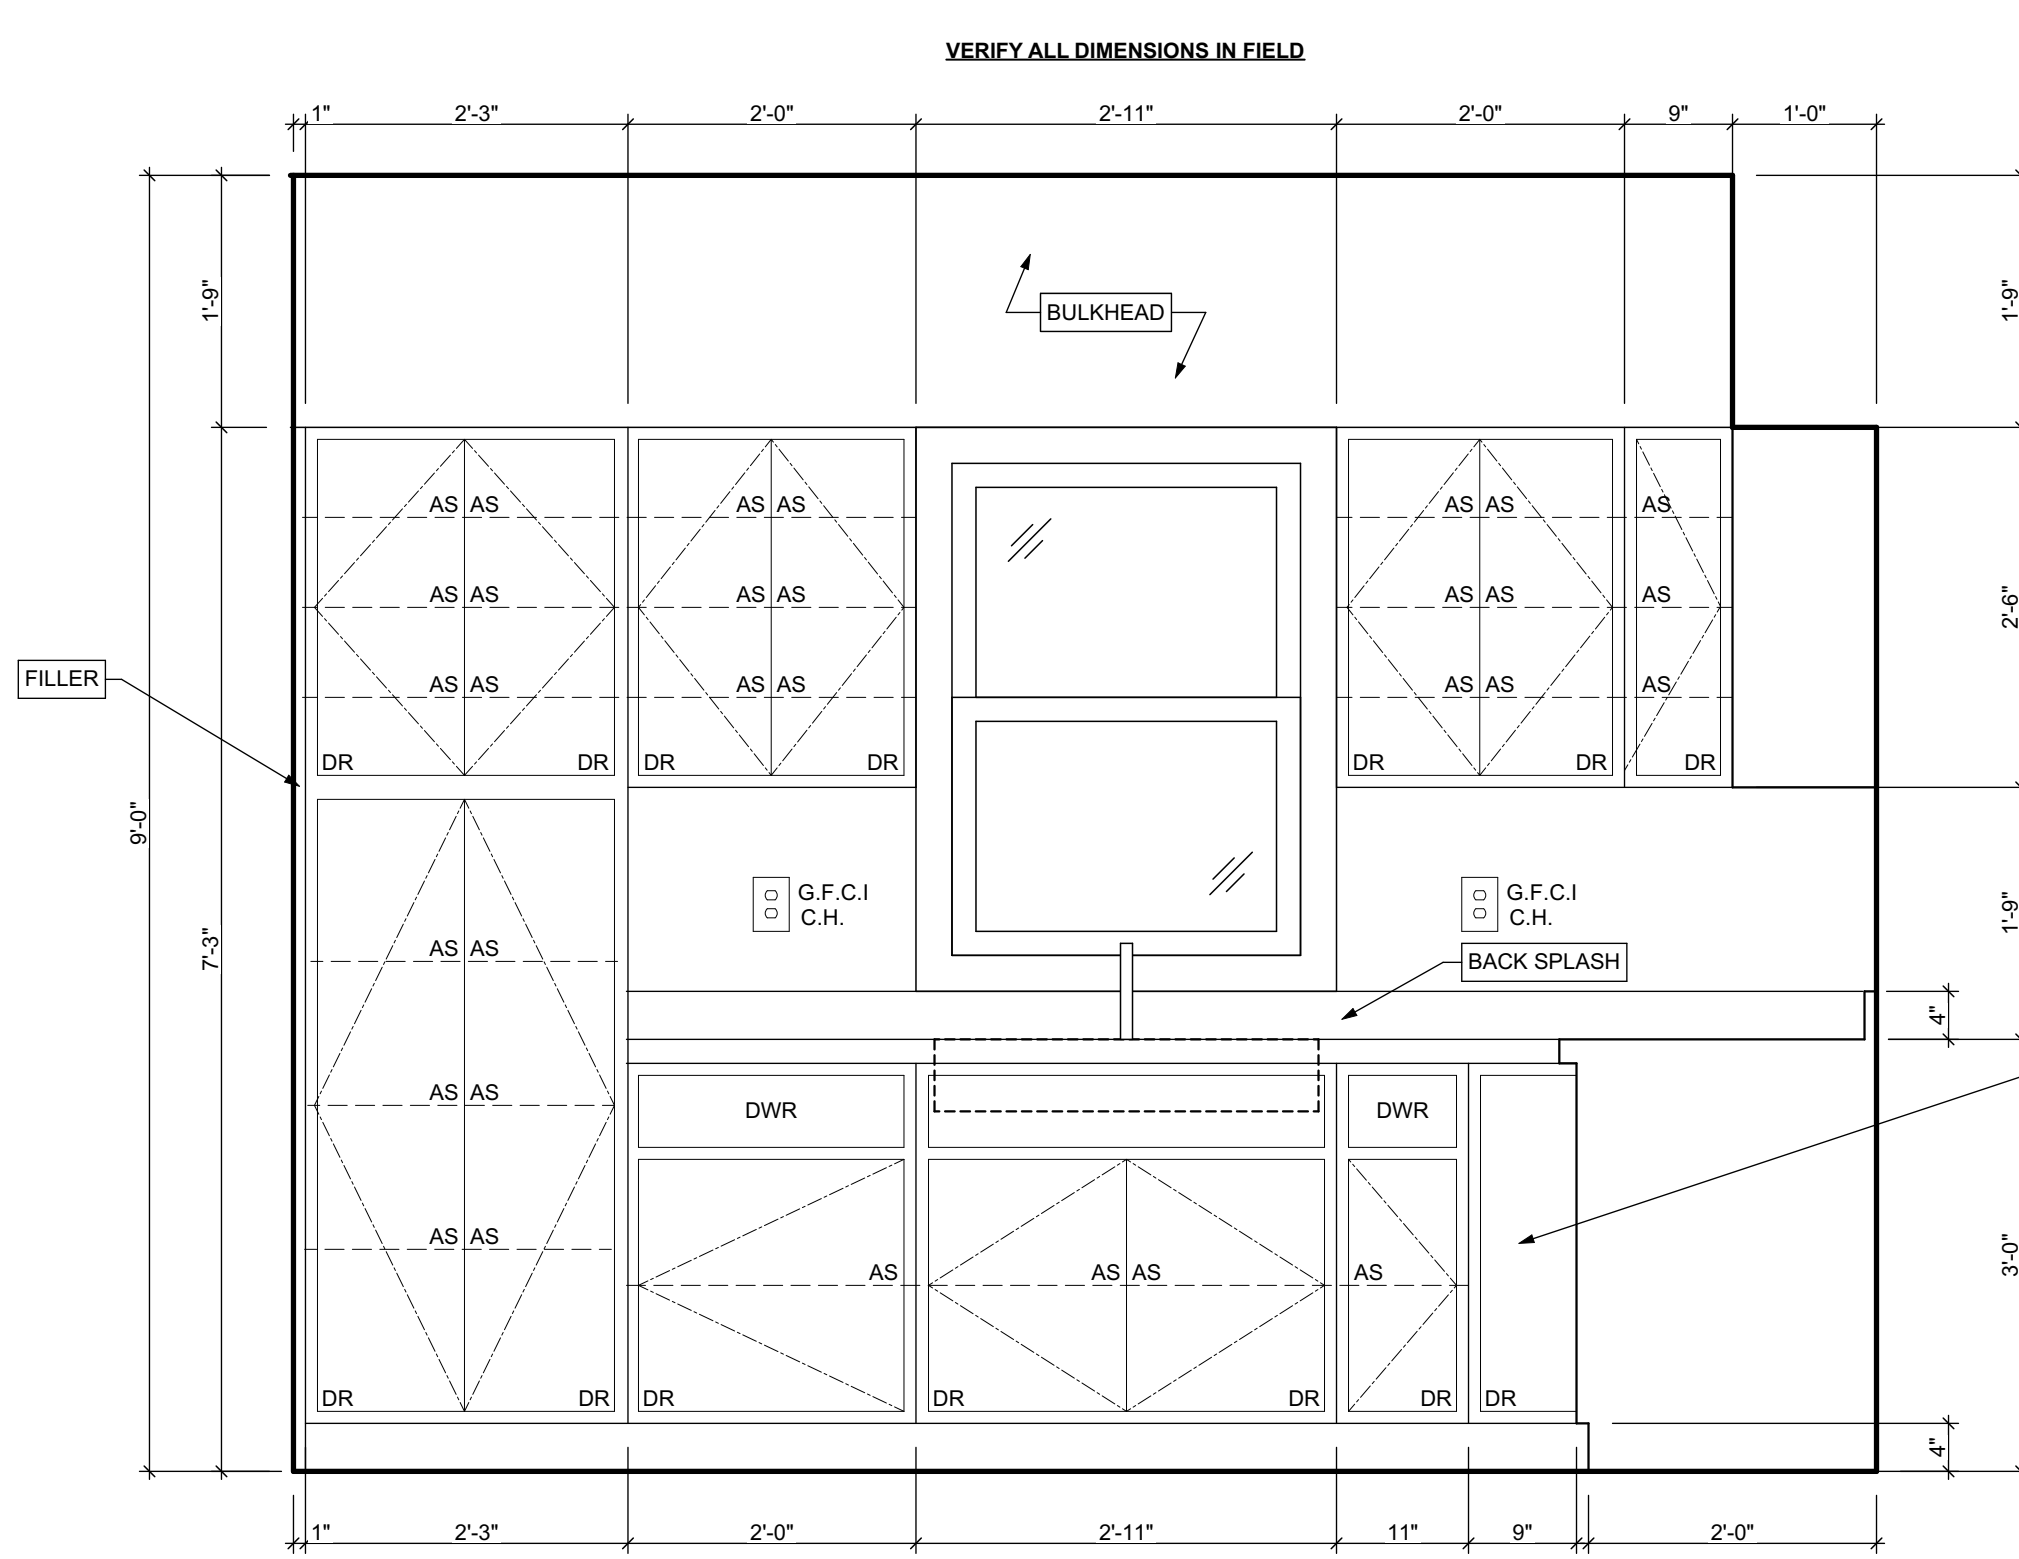 VERIFY ALL DIMENSIONS IN FIELD
1" 2'-3" 2'-0" 2'-11" 2'-0" 9" 1'-0"
1'-9" BULKHEAD 1'-9"
AS AS AS AS AS AS AS
AS AS AS AS AS AS AS 2'-6"
FILLER AS AS AS AS AS AS AS
DR DR DR DR DR DR DR
9'-0"
G.F.C.I G.F.C.I
C.H. C.H. 1'-9"
7'-3" AS AS BACK SPLASH
4"
AS AS DWR DWR
AS AS 3'-0"
AS AS AS AS
DR DR DR DR DR DR DR
4"
1" 2'-3" 2'-0" 2'-11" 11" 9" 2'-0"